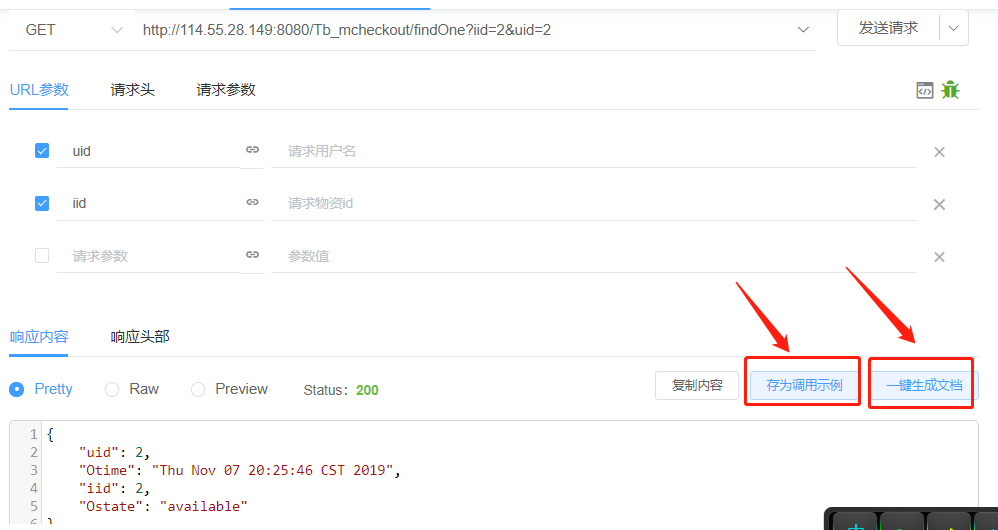 GET http://114.55.28.149:8080/Tb_mcheckout/findOne?iid=2&uid=2 发送请求
URL参数 请求头 请求参数
uid 请求用户名
iid 请求物资id
请求参数 参数值
响应内容 响应头部
Pretty Raw Preview Status: 200 复制内容 存为调用示例 一键生成文档
1 {
2 "uid": 2,
3 "Otime": "Thu Nov 07 20:25:46 CST 2019",
4 "iid": 2,
5 "Ostate": "available"
6 }